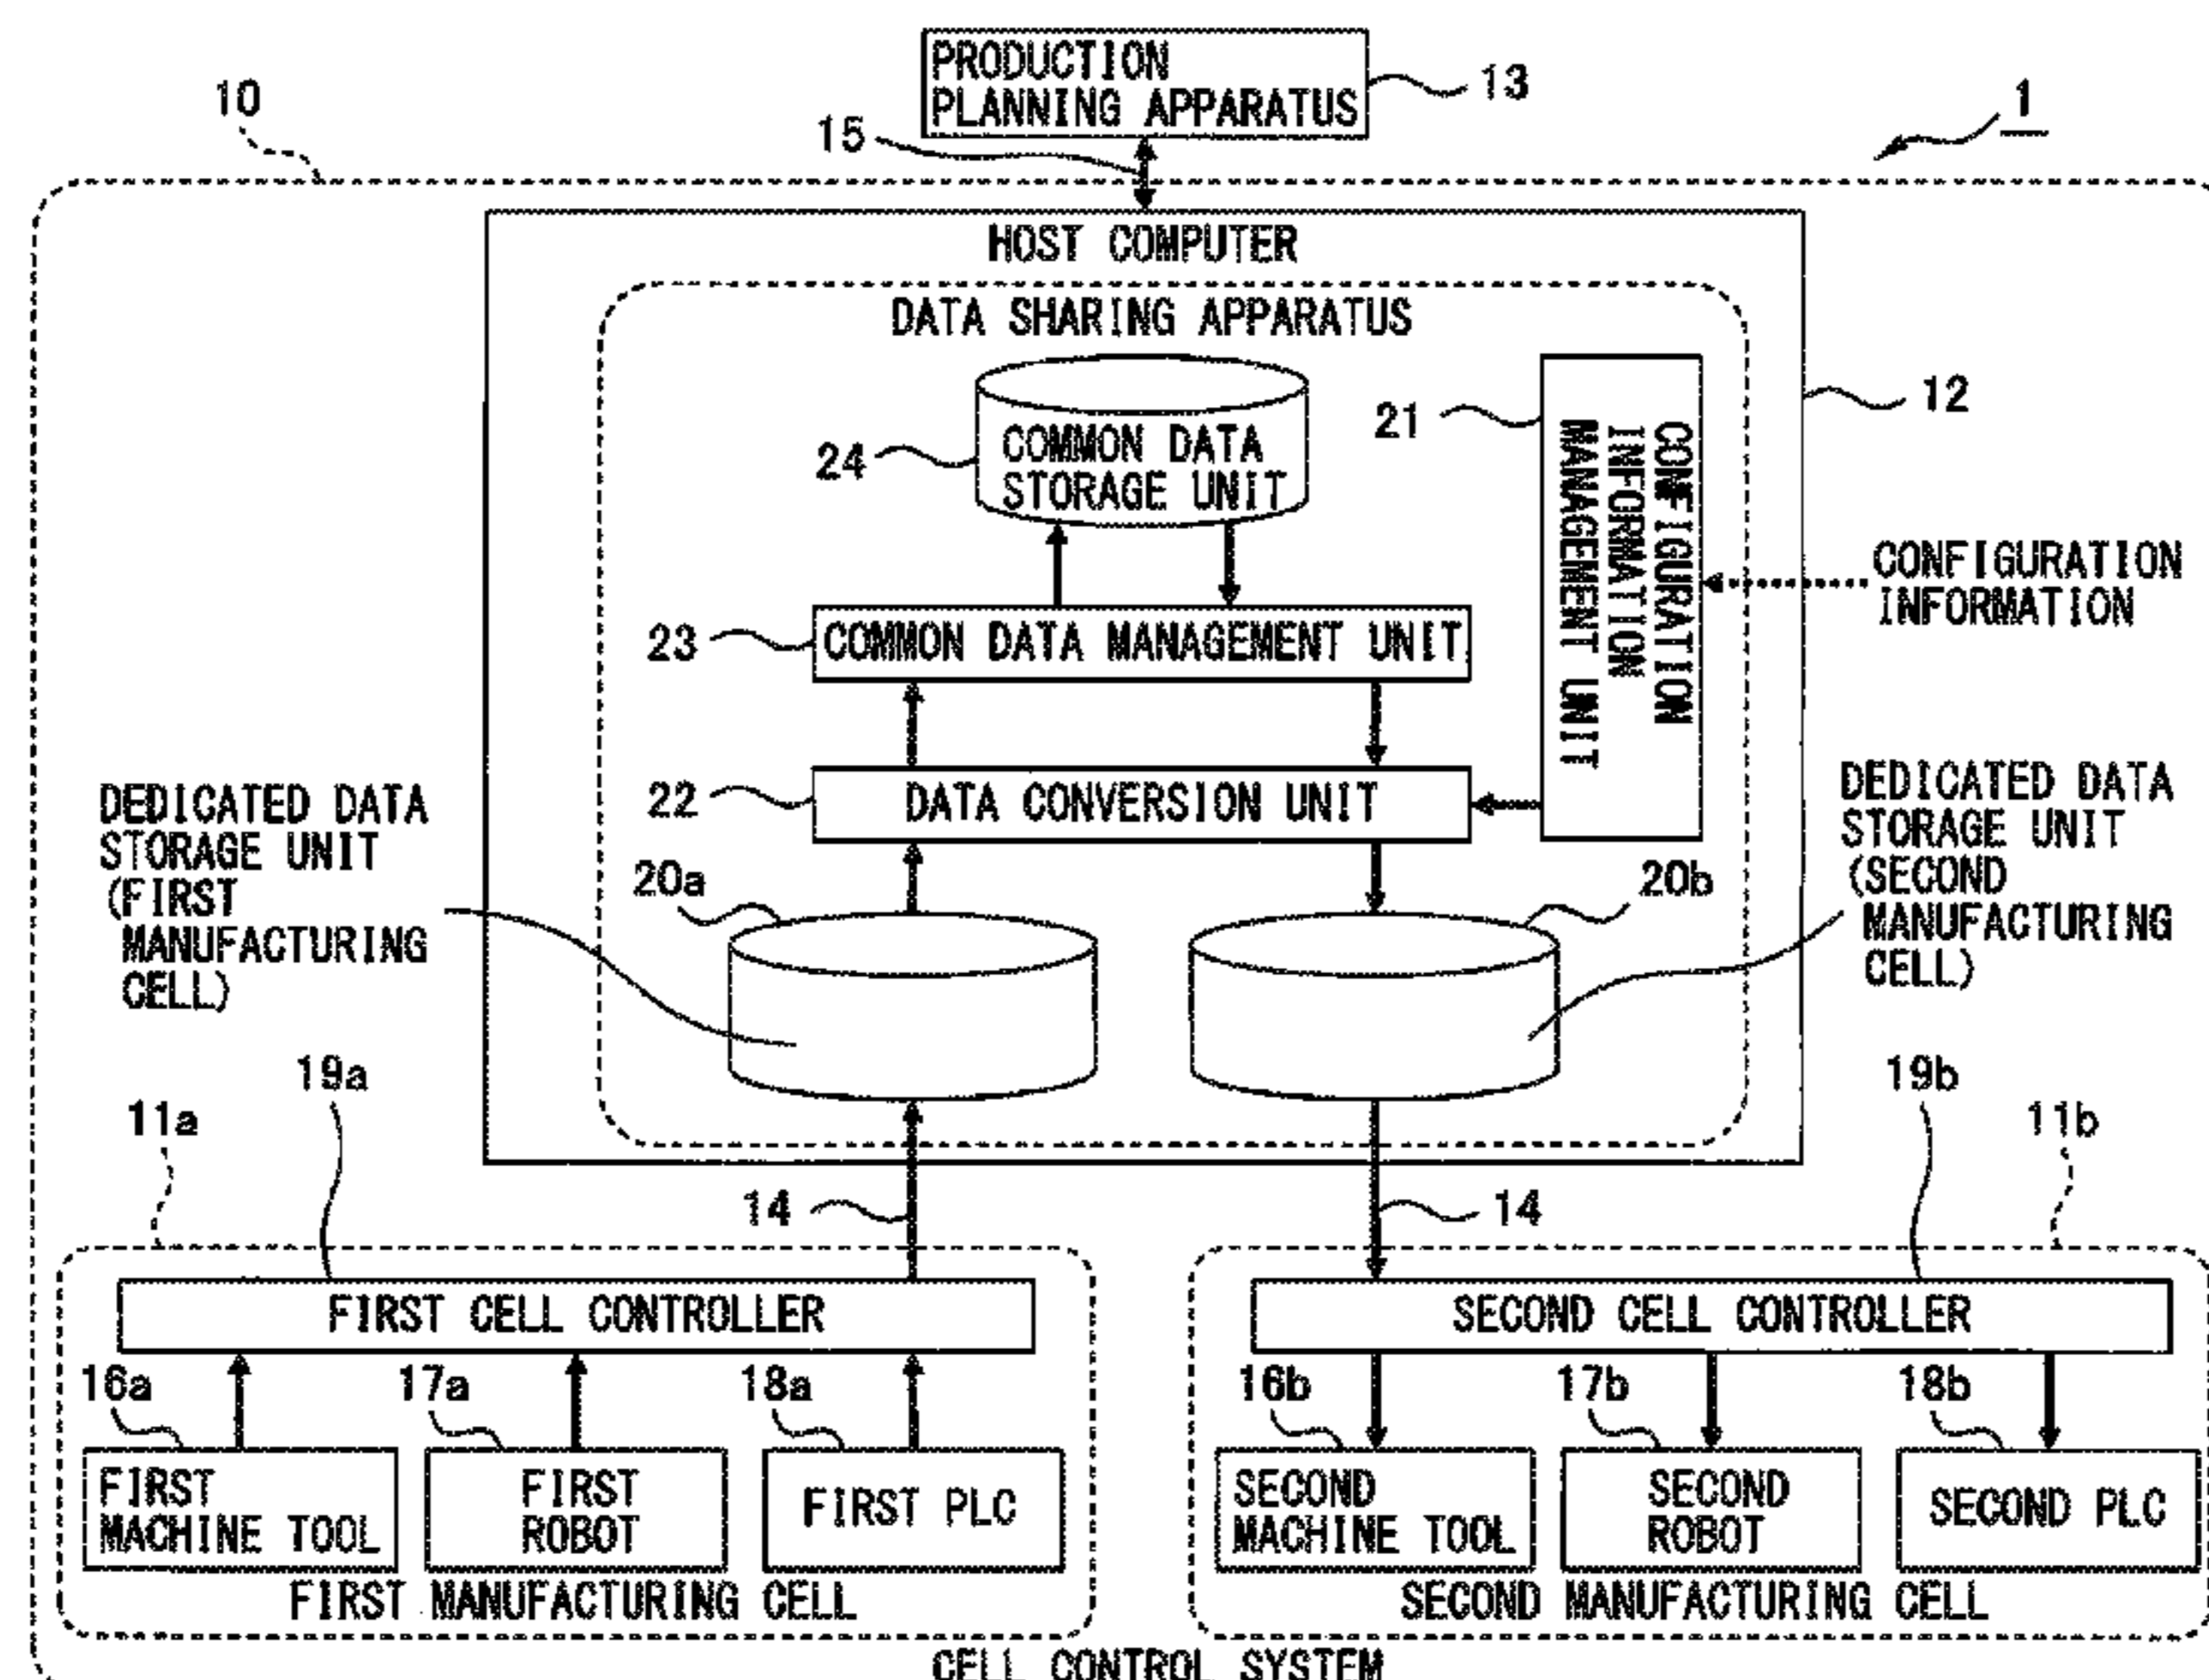 PRODUCTION
PLANNING APPARATUS
13
10
15
1
HOST COMPUTER
DATA SHARING APPARATUS
12
21
24
COMMON DATA
STORAGE UNIT
CONFIGURATION
INFORMATION
MANAGEMENT UNIT
CONFIGURATION
INFORMATION
23
COMMON DATA MANAGEMENT UNIT
22
DATA CONVERSION UNIT
DEDICATED DATA
STORAGE UNIT
(FIRST
MANUFACTURING
CELL)
DEDICATED DATA
STORAGE UNIT
(SECOND
MANUFACTURING
CELL)
20a
20b
19a
19b
11a
11b
14
14
FIRST CELL CONTROLLER
SECOND CELL CONTROLLER
16a
17a
18a
16b
17b
18b
FIRST
MACHINE TOOL
FIRST
ROBOT
FIRST PLC
SECOND
MACHINE TOOL
SECOND
ROBOT
SECOND PLC
FIRST MANUFACTURING CELL
SECOND MANUFACTURING CELL
CELL CONTROL SYSTEM